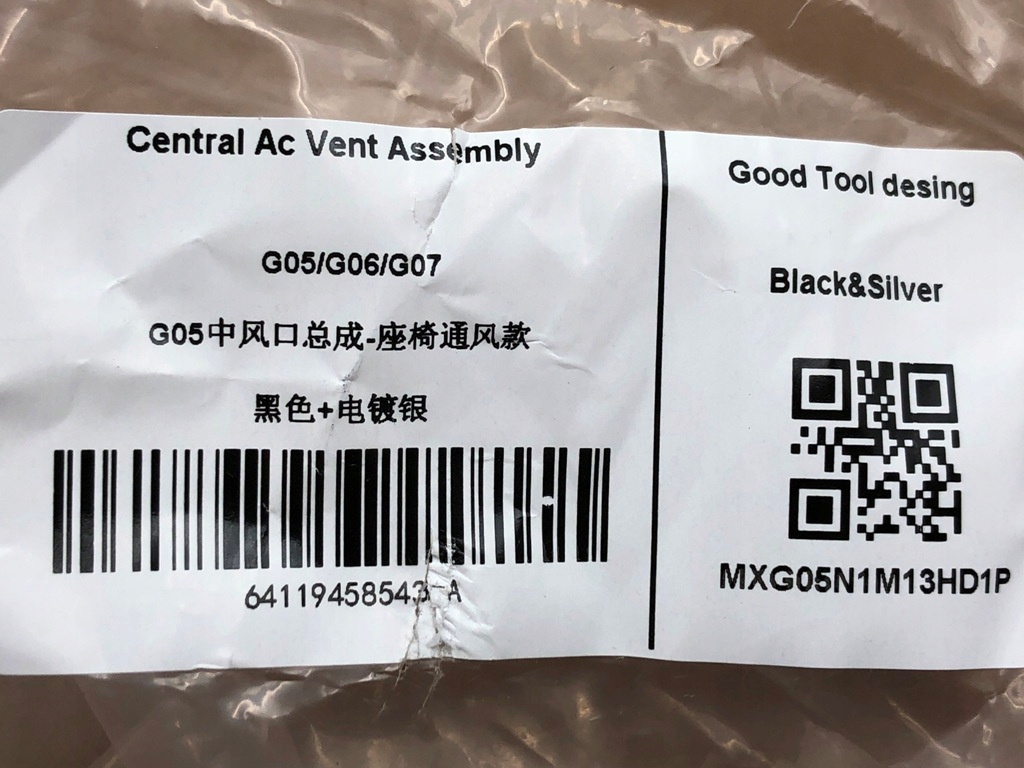 Central Ac Vent Assembly
G05/G06/G07
G05中风口总成-座椅通风款
黑色+电镀银
64119458543-A
Good Tool desing
Black&Silver
MXG05N1M13HD1P